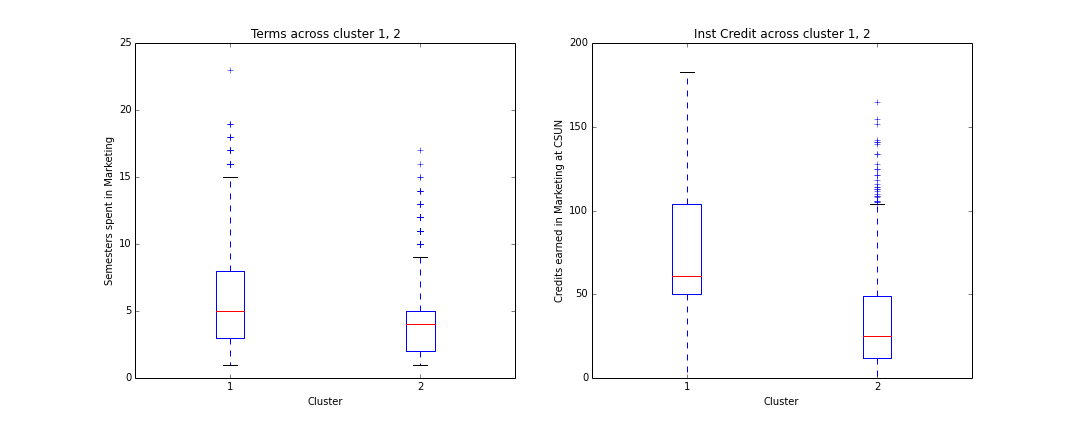 Terms across cluster 1, 2
25
20
15
10
5
0
Semesters spent in Marketing
1 2
Cluster
Inst Credit across cluster 1, 2
200
150
100
50
0
Credits earned in Marketing at CSUN
1 2
Cluster